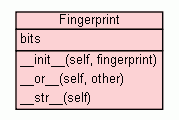 Fingerprint
bits
__init__(self, fingerprint)
__or__(self, other)
__str__(self)